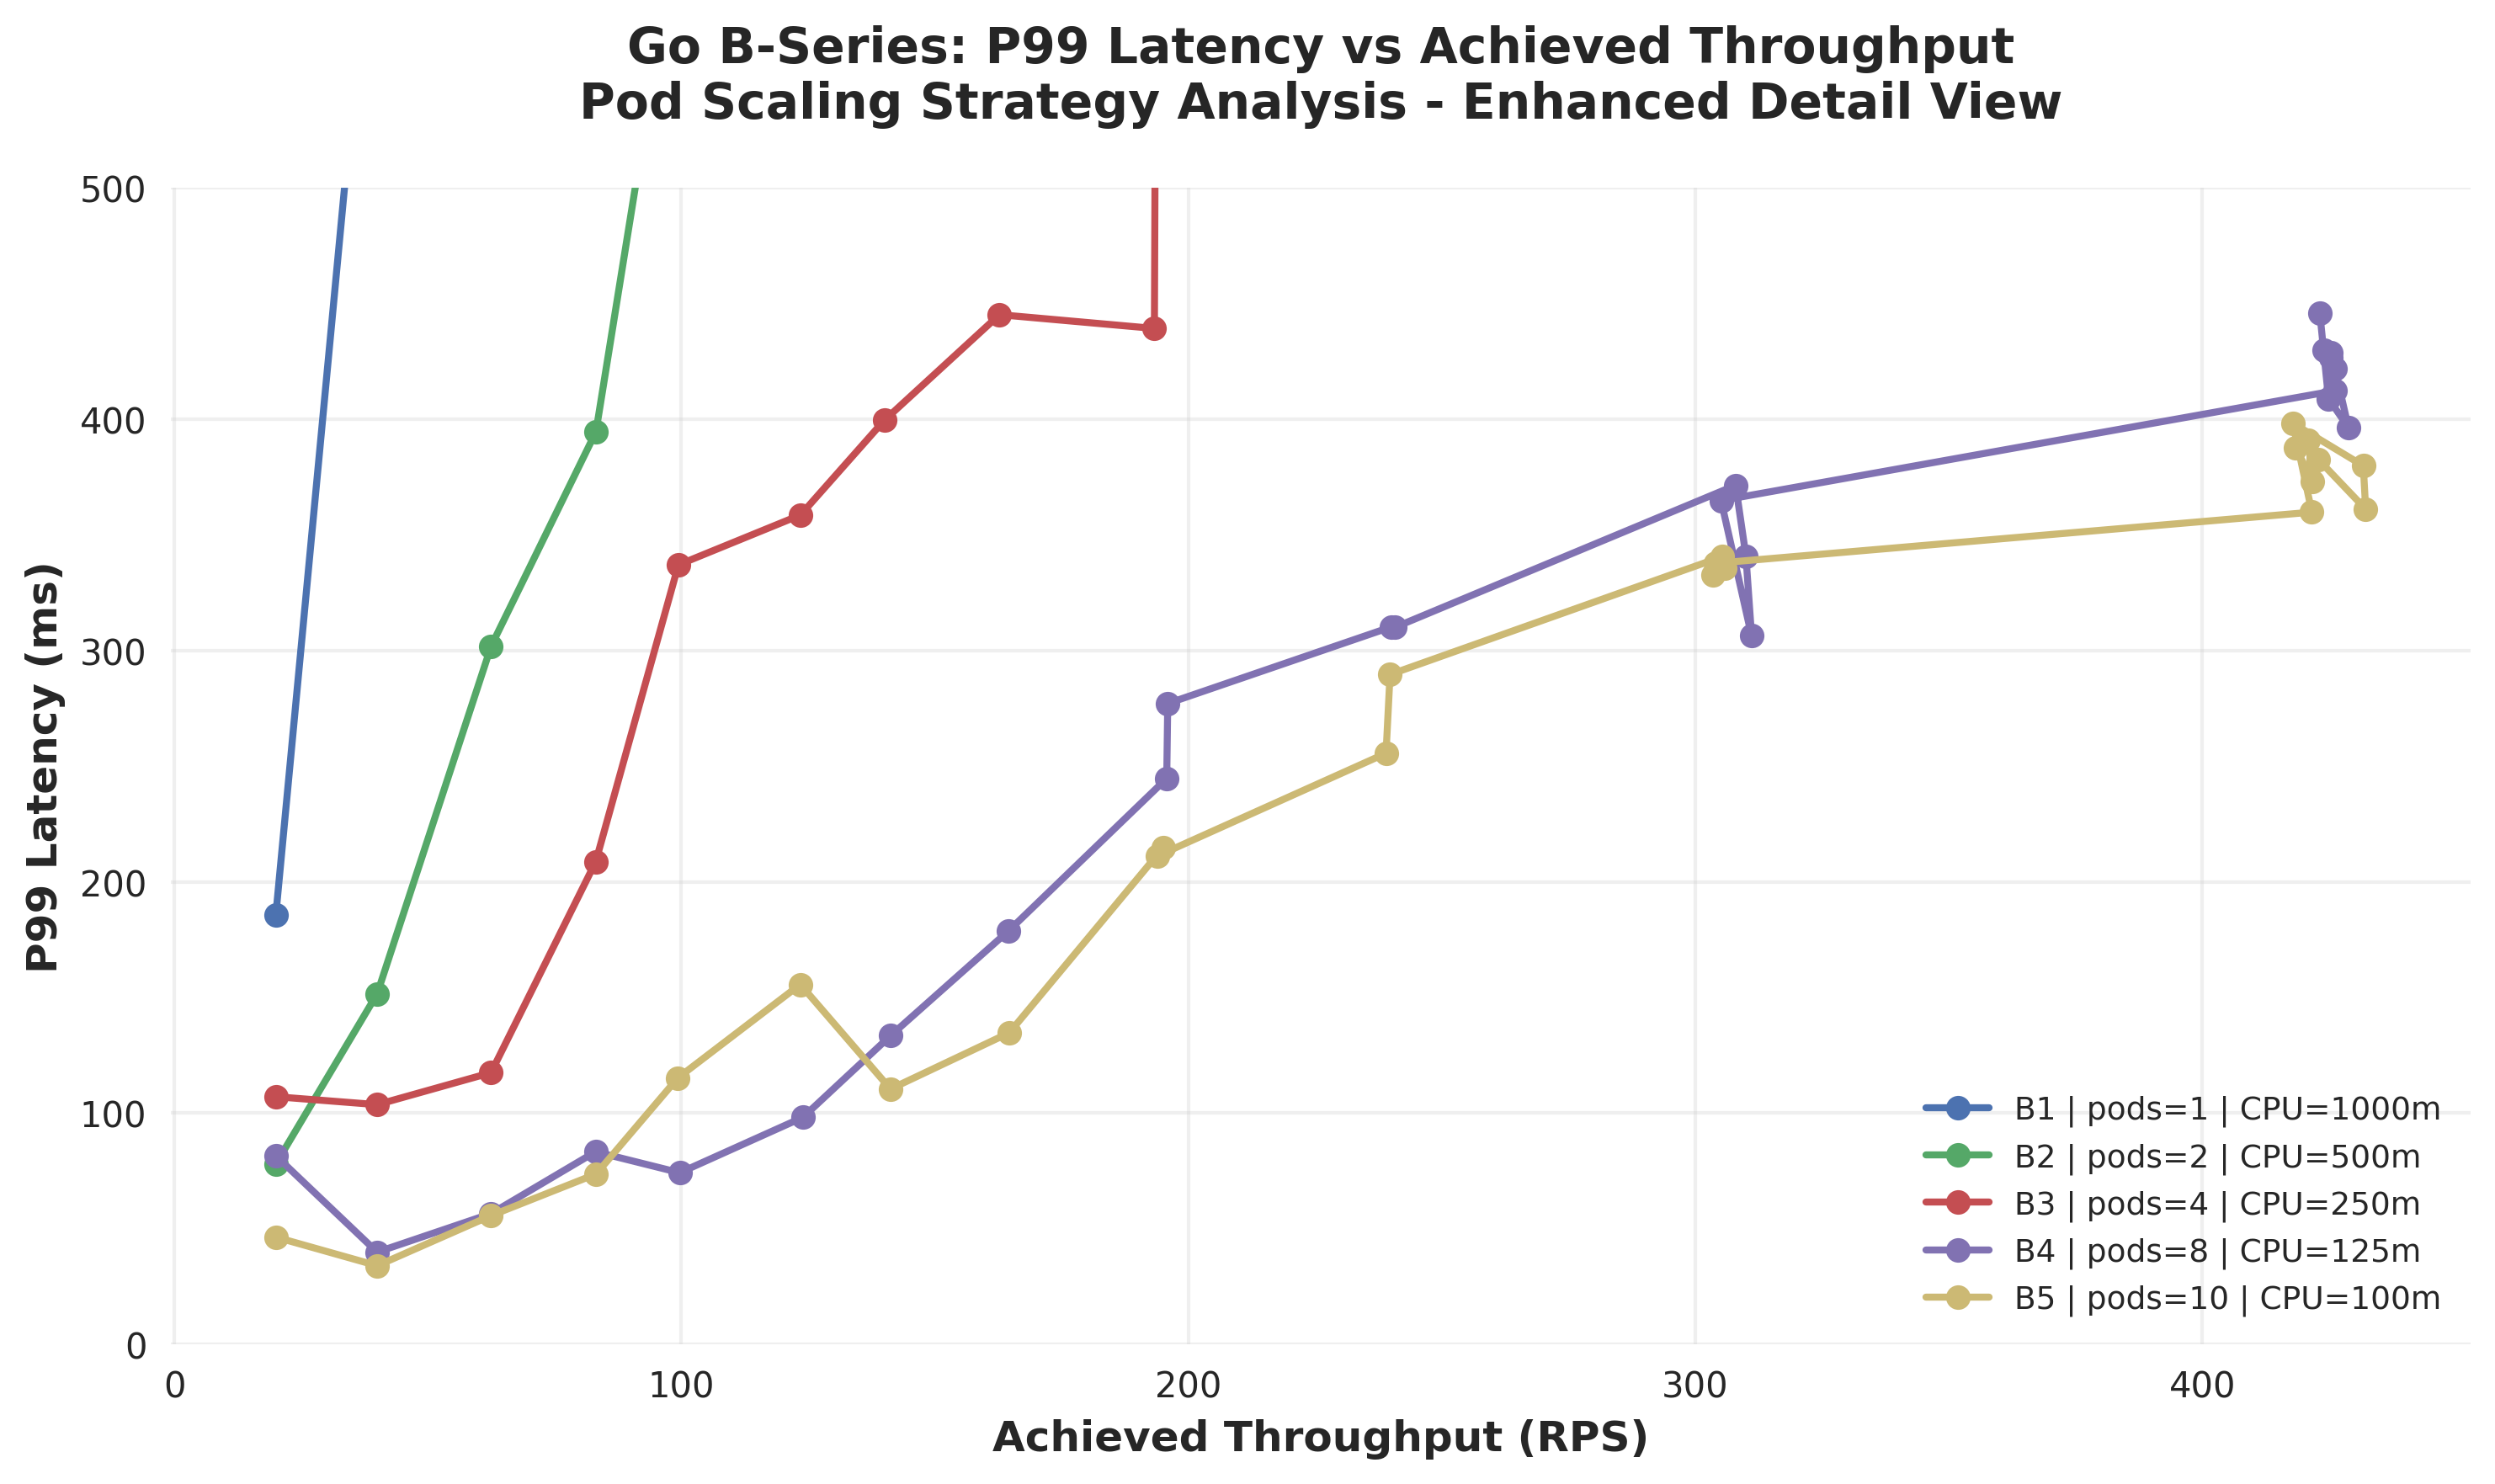 Go B-Series: P99 Latency vs Achieved Throughput
Pod Scaling Strategy Analysis - Enhanced Detail View
P99 Latency (ms)
500
400
300
200
100
0
0 100 200 300 400
Achieved Throughput (RPS)
B1 | pods=1 | CPU=1000m
B2 | pods=2 | CPU=500m
B3 | pods=4 | CPU=250m
B4 | pods=8 | CPU=125m
B5 | pods=10 | CPU=100m